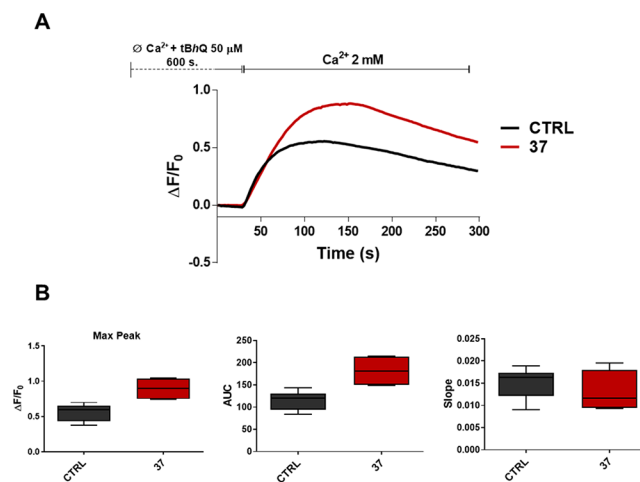 A
Ø Ca²⁺ + tBhQ 50 μM
600 s.
Ca²⁺ 2 mM
1.0
0.5
0.0
-0.5
ΔF/F₀
50 100 150 200 250 300
Time (s)
CTRL
37
B
Max Peak
1.5
1.0
0.5
0.0
ΔF/F₀
CTRL 37
250
200
150
100
50
0
AUC
CTRL 37
0.025
0.020
0.015
0.010
0.005
0.000
Slope
CTRL 37